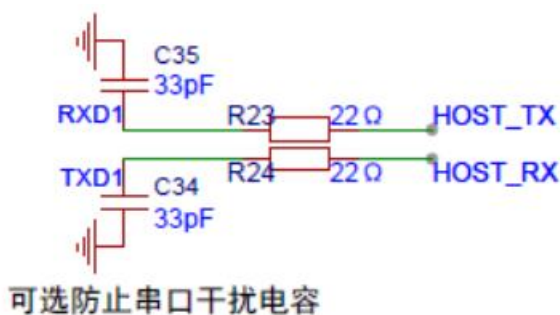 C35
33pF
RXD1 R23 22Ω HOST_TX
TXD1 R24 22Ω HOST_RX
C34
33pF
可选防止串口干扰电容